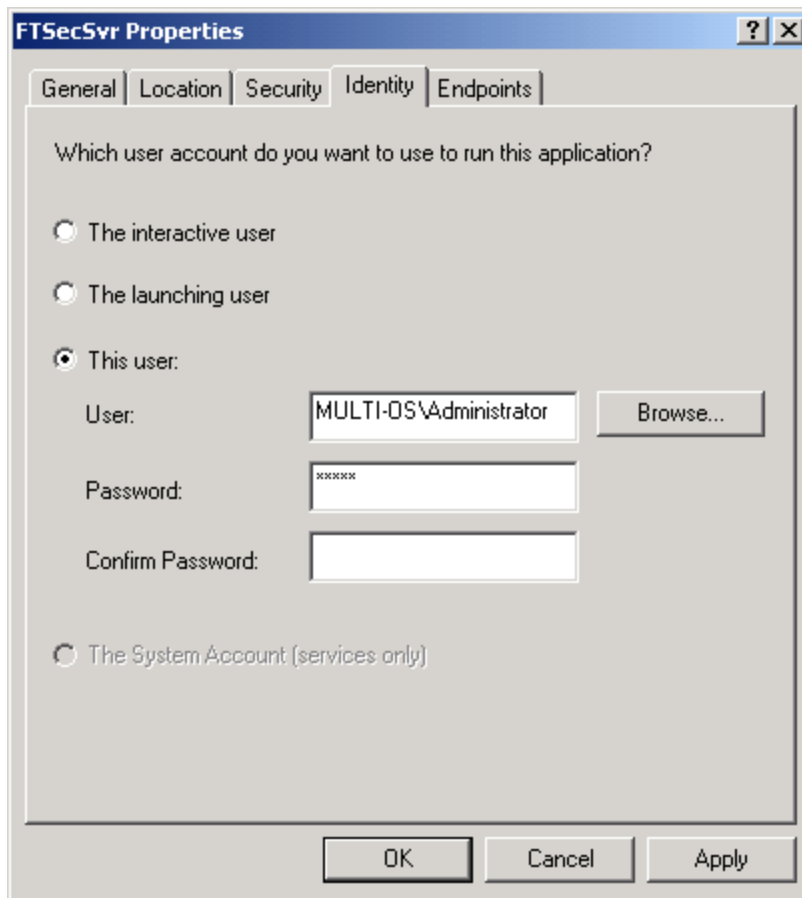 FTSecSvr Properties
General Location Security Identity Endpoints
Which user account do you want to use to run this application?
The interactive user
The launching user
This user:
User: MULTI-OS\Administrator Browse...
Password: *****
Confirm Password:
The System Account (services only)
OK Cancel Apply